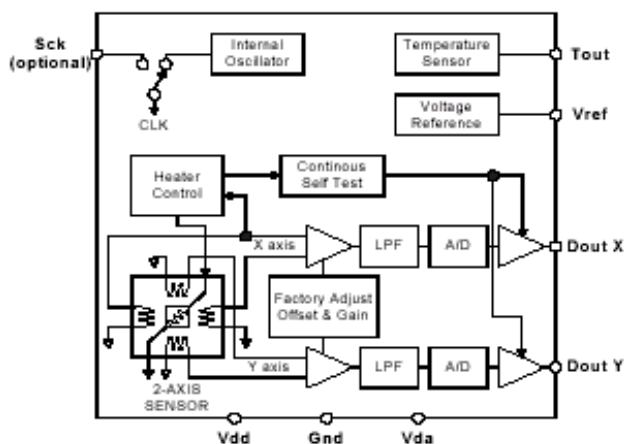 Sck
(optional)
Internal
Oscillator
CLK
Temperature
Sensor
Tout
Voltage
Reference
Vref
Heater
Control
Continous
Self Test
X axis
LPF
A/D
Dout X
Factory Adjust
Offset & Gain
Y axis
LPF
A/D
Dout Y
2-AXIS
SENSOR
Vdd
Gnd
Vda